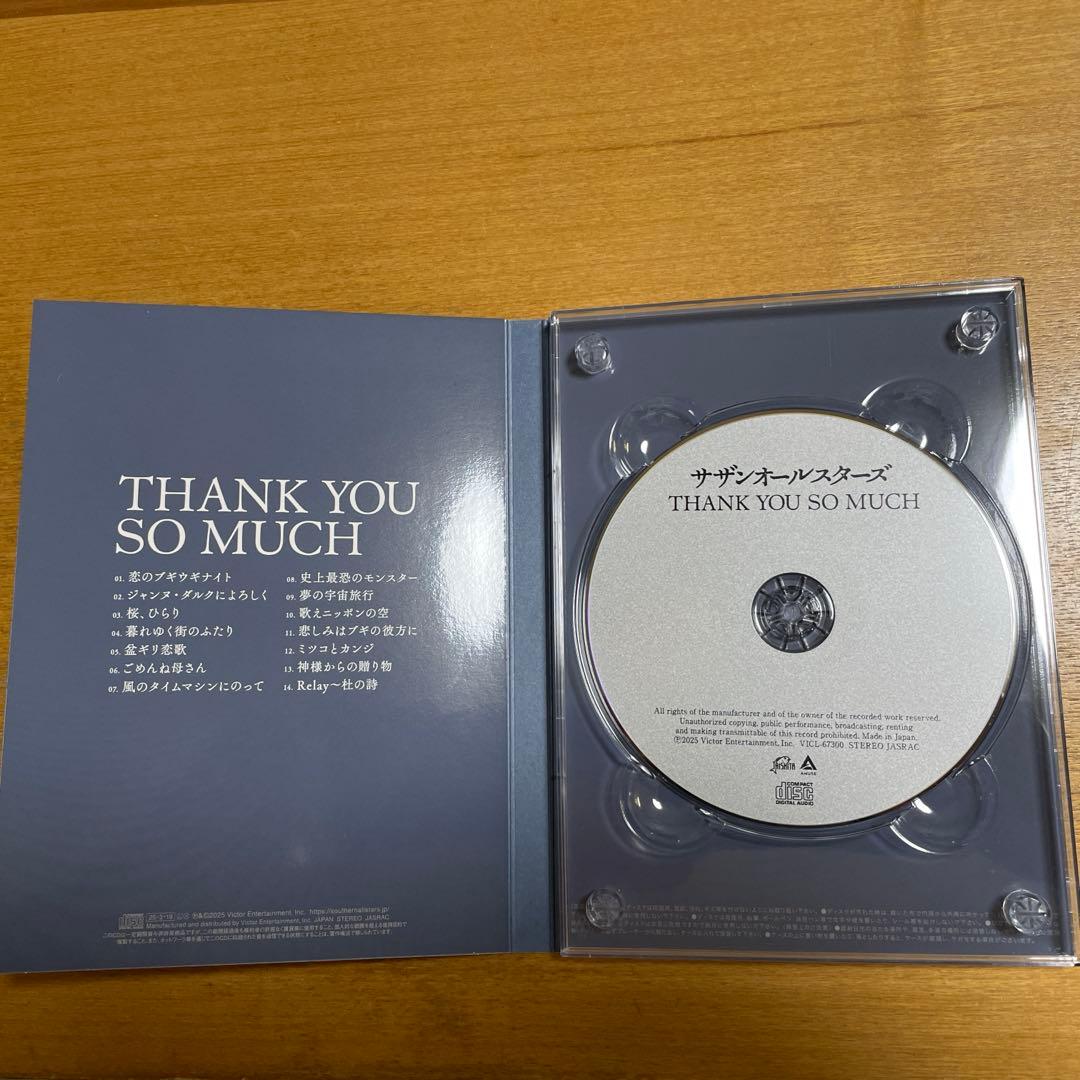 THANK YOU
SO MUCH
01. 恋のブギウギナイト
02. ジャンヌ・ダルクによろしく
03. 桜、ひらり
04. 暮れゆく街のふたり
05. 盆ギリ恋歌
06. ごめんね母さん
07. 風のタイムマシンにのって
08. 史上最恐のモンスター
09. 夢の宇宙旅行
10. 歌えニッポンの空
11. 悲しみはブギの彼方に
12. ミツコとカンジ
13. 神様からの贈り物
14. Relay〜杜の詩
25・3・19 Ⓟ&©2025 Victor Entertainment, Inc. https://southernallstars.jp/
Manufactured and distributed by Victor Entertainment, Inc. JAPAN STEREO JASRAC
サザンオールスターズ
THANK YOU SO MUCH
All rights of the manufacturer and of the owner of the recorded work reserved.
Unauthorized copying, public performance, broadcasting, renting
and making transmittable of this record prohibited. Made in Japan.
Ⓟ2025 Victor Entertainment, Inc. VICL-67300 STEREO JASRAC
TAISHITA
AMUSE
COMPACT
disc
DIGITAL AUDIO